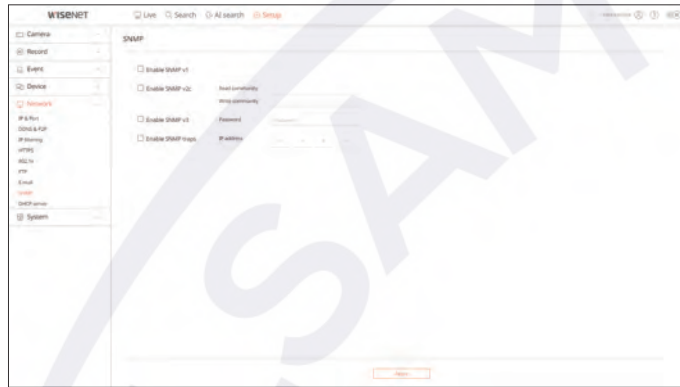 WISENET
Live Search AI search Setup
Camera
Record
Event
Device
Network
IP & Port
DDNS & P2P
IP filtering
HTTPS
802.1x
FTP
E-mail
SNMP
DHCP server
System
SNMP
Enable SNMP v1
Enable SNMP v2c Read community
Write community
Enable SNMP v3 Password
Enable SNMP traps IP address
Apply
SAM